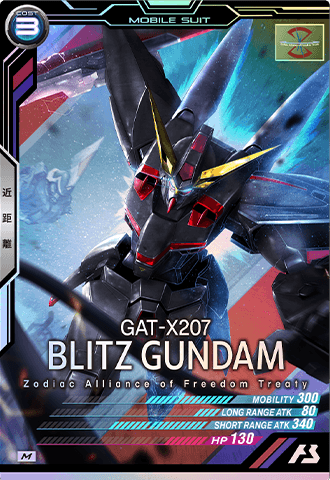 MOBILE SUIT
COST
3
近距離
GAT-X207
BLITZ GUNDAM
Zodiac Alliance of Freedom Treaty
MOBILITY 300
LONG RANGE ATK 80
SHORT RANGE ATK 340
HP 130
M